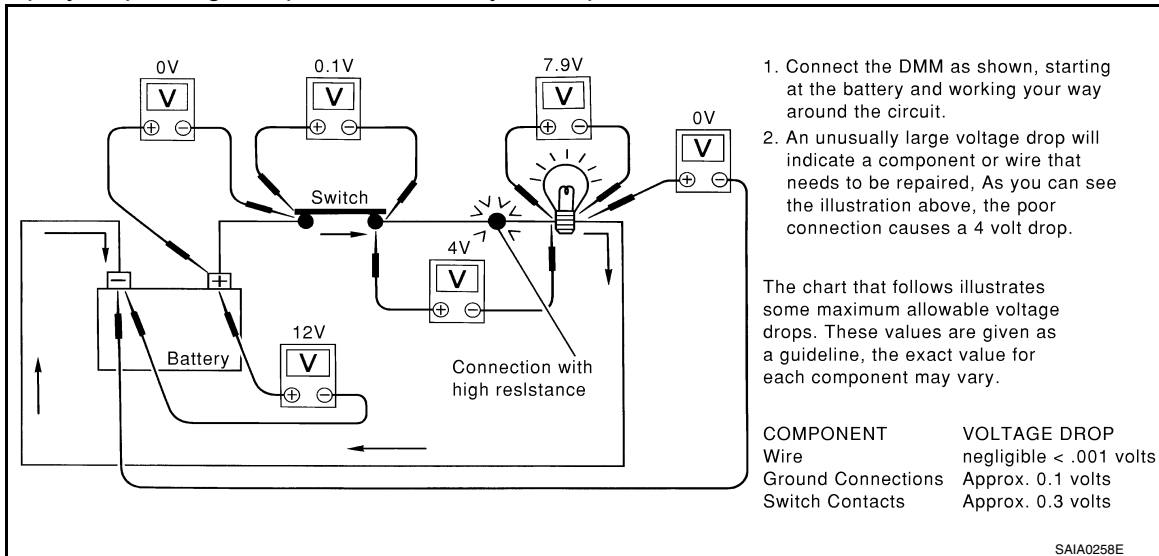 0V
0.1V
7.9V
0V
V
V
V
V
Switch
4V
V
Battery
12V
V
Connection with
high resIstance
1. Connect the DMM as shown, starting
at the battery and working your way
around the circuit.
2. An unusually large voltage drop will
indicate a component or wire that
needs to be repaired, As you can see
the illustration above, the poor
connection causes a 4 volt drop.
The chart that follows illustrates
some maximum allowable voltage
drops. These values are given as
a guideline, the exact value for
each component may vary.
COMPONENT VOLTAGE DROP
Wire negligible < .001 volts
Ground Connections Approx. 0.1 volts
Switch Contacts Approx. 0.3 volts
SAIA0258E